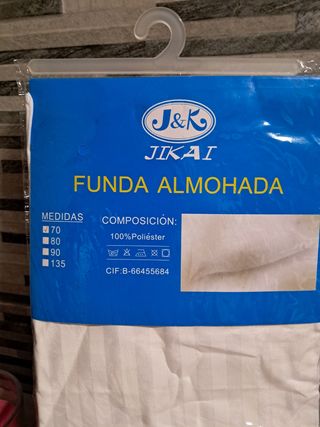 J&K
JIKAI
FUNDA ALMOHADA
MEDIDAS
70
80
90
135
COMPOSICIÓN:
100%Poliéster
CIF:B-66455684